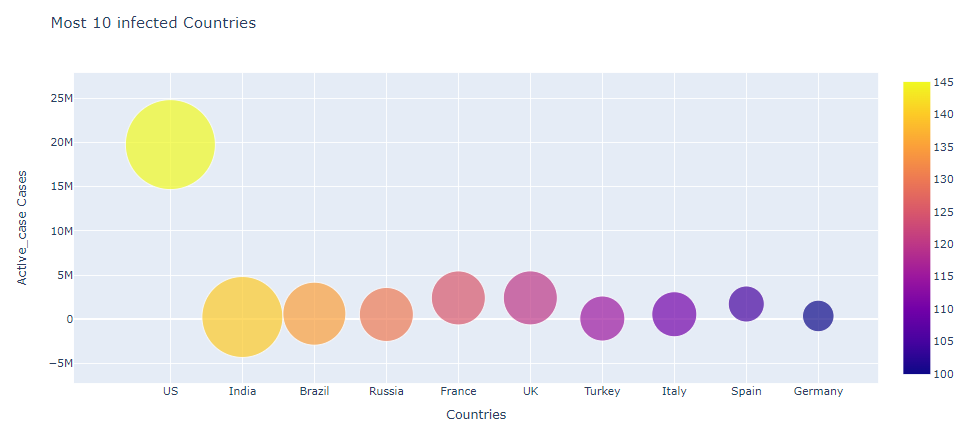 Most 10 infected Countries
Active_case Cases
25M
20M
15M
10M
5M
0
−5M
US India Brazil Russia France UK Turkey Italy Spain Germany
Countries
145
140
135
130
125
120
115
110
105
100